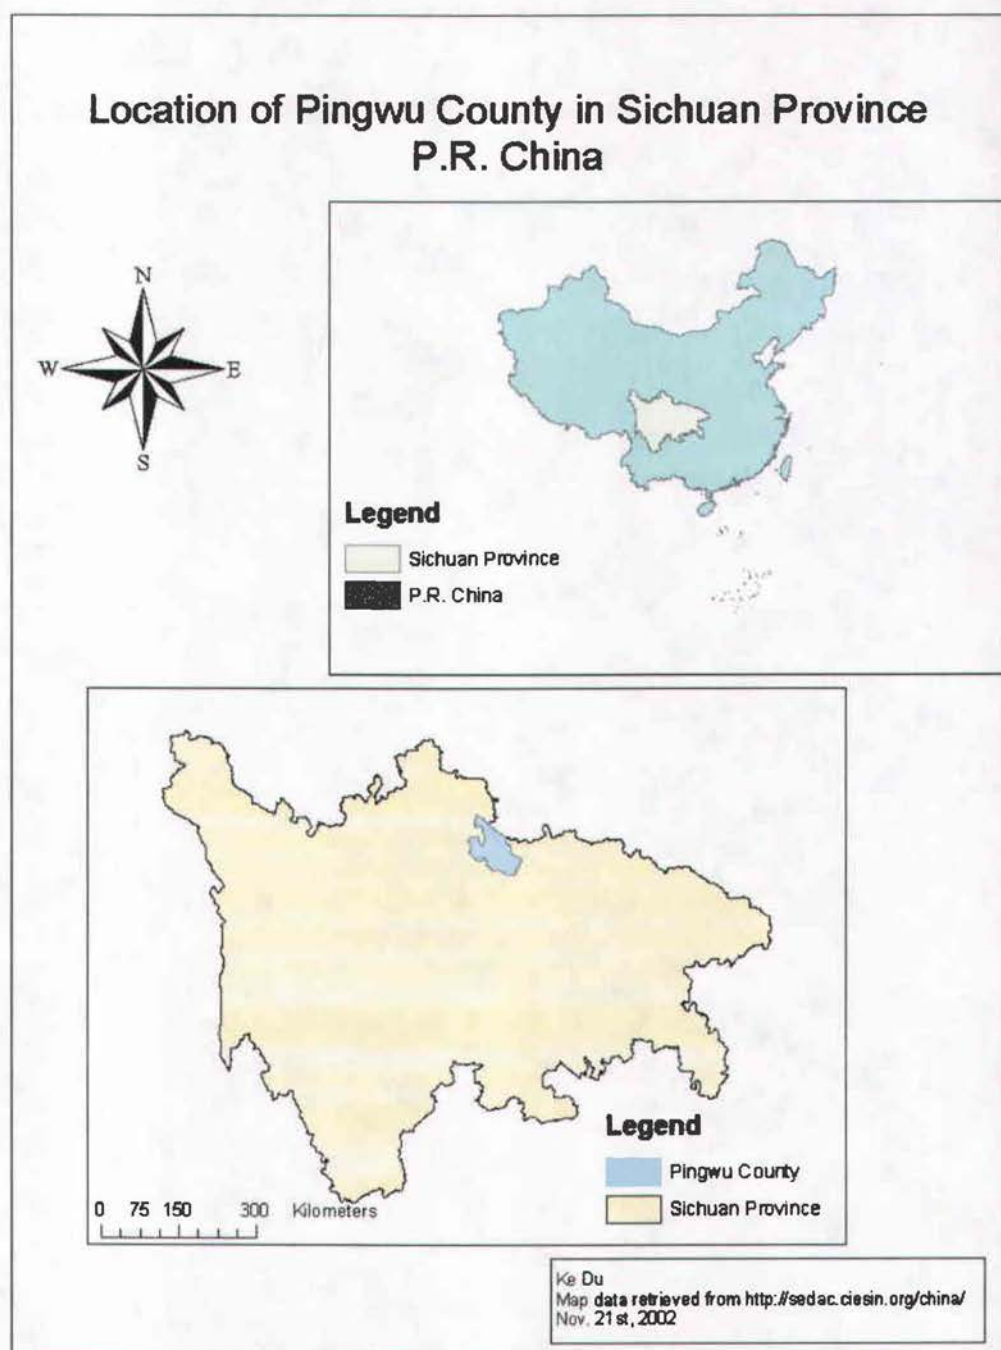 Location of Pingwu County in Sichuan Province
P.R. China
N
W
E
S
Legend
Sichuan Province
P.R. China
Legend
Pingwu County
Sichuan Province
0 75 150 300 Kilometers
Ke Du
Map data retrieved from http://sedac.ciesin.org/china/
Nov. 21st, 2002